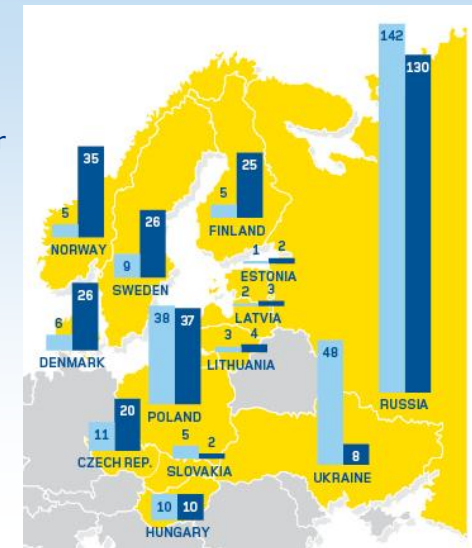 142
130
r
35
5
NORWAY
25
5
FINLAND
26
9
SWEDEN
1 2
ESTONIA
2 3
LATVIA
26
6
DENMARK
38 37
POLAND
3 4
LITHUANIA
48
8
UKRAINE
RUSSIA
20
11
CZECH REP.
5 2
SLOVAKIA
10 10
HUNGARY